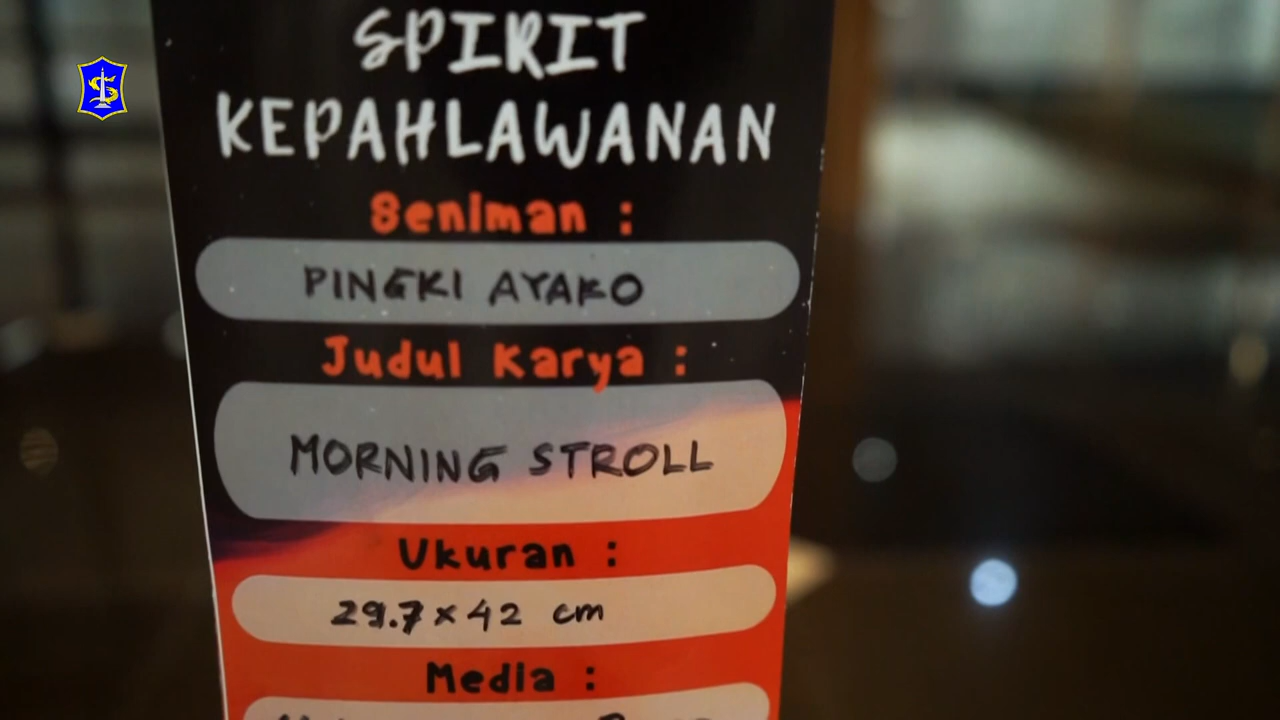 SPIRIT
KEPAHLAWANAN
Seniman :
PINGKI AYAKO
Judul Karya :
MORNING STROLL
Ukuran :
29.7 x 42 cm
Media :